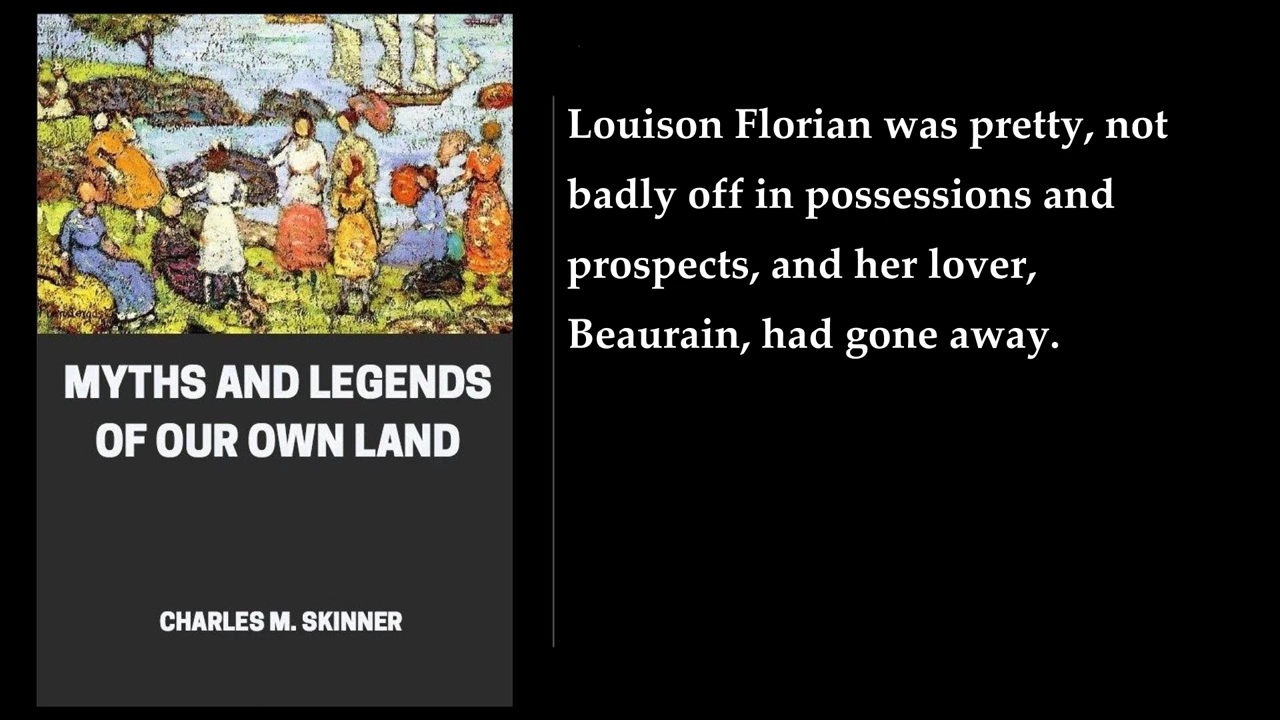 MYTHS AND LEGENDS
OF OUR OWN LAND
CHARLES M. SKINNER
Louison Florian was pretty, not
badly off in possessions and
prospects, and her lover,
Beaurain, had gone away.